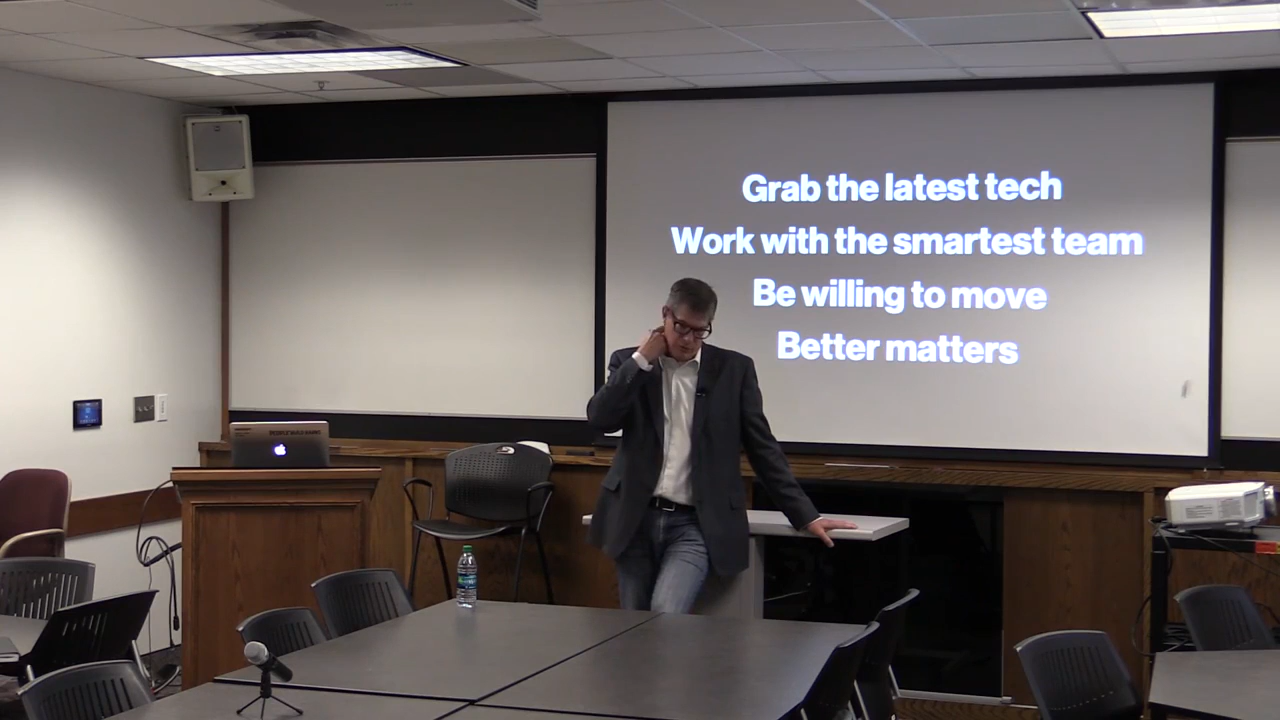 Grab the latest tech
Work with the smartest team
Be willing to move
Better matters